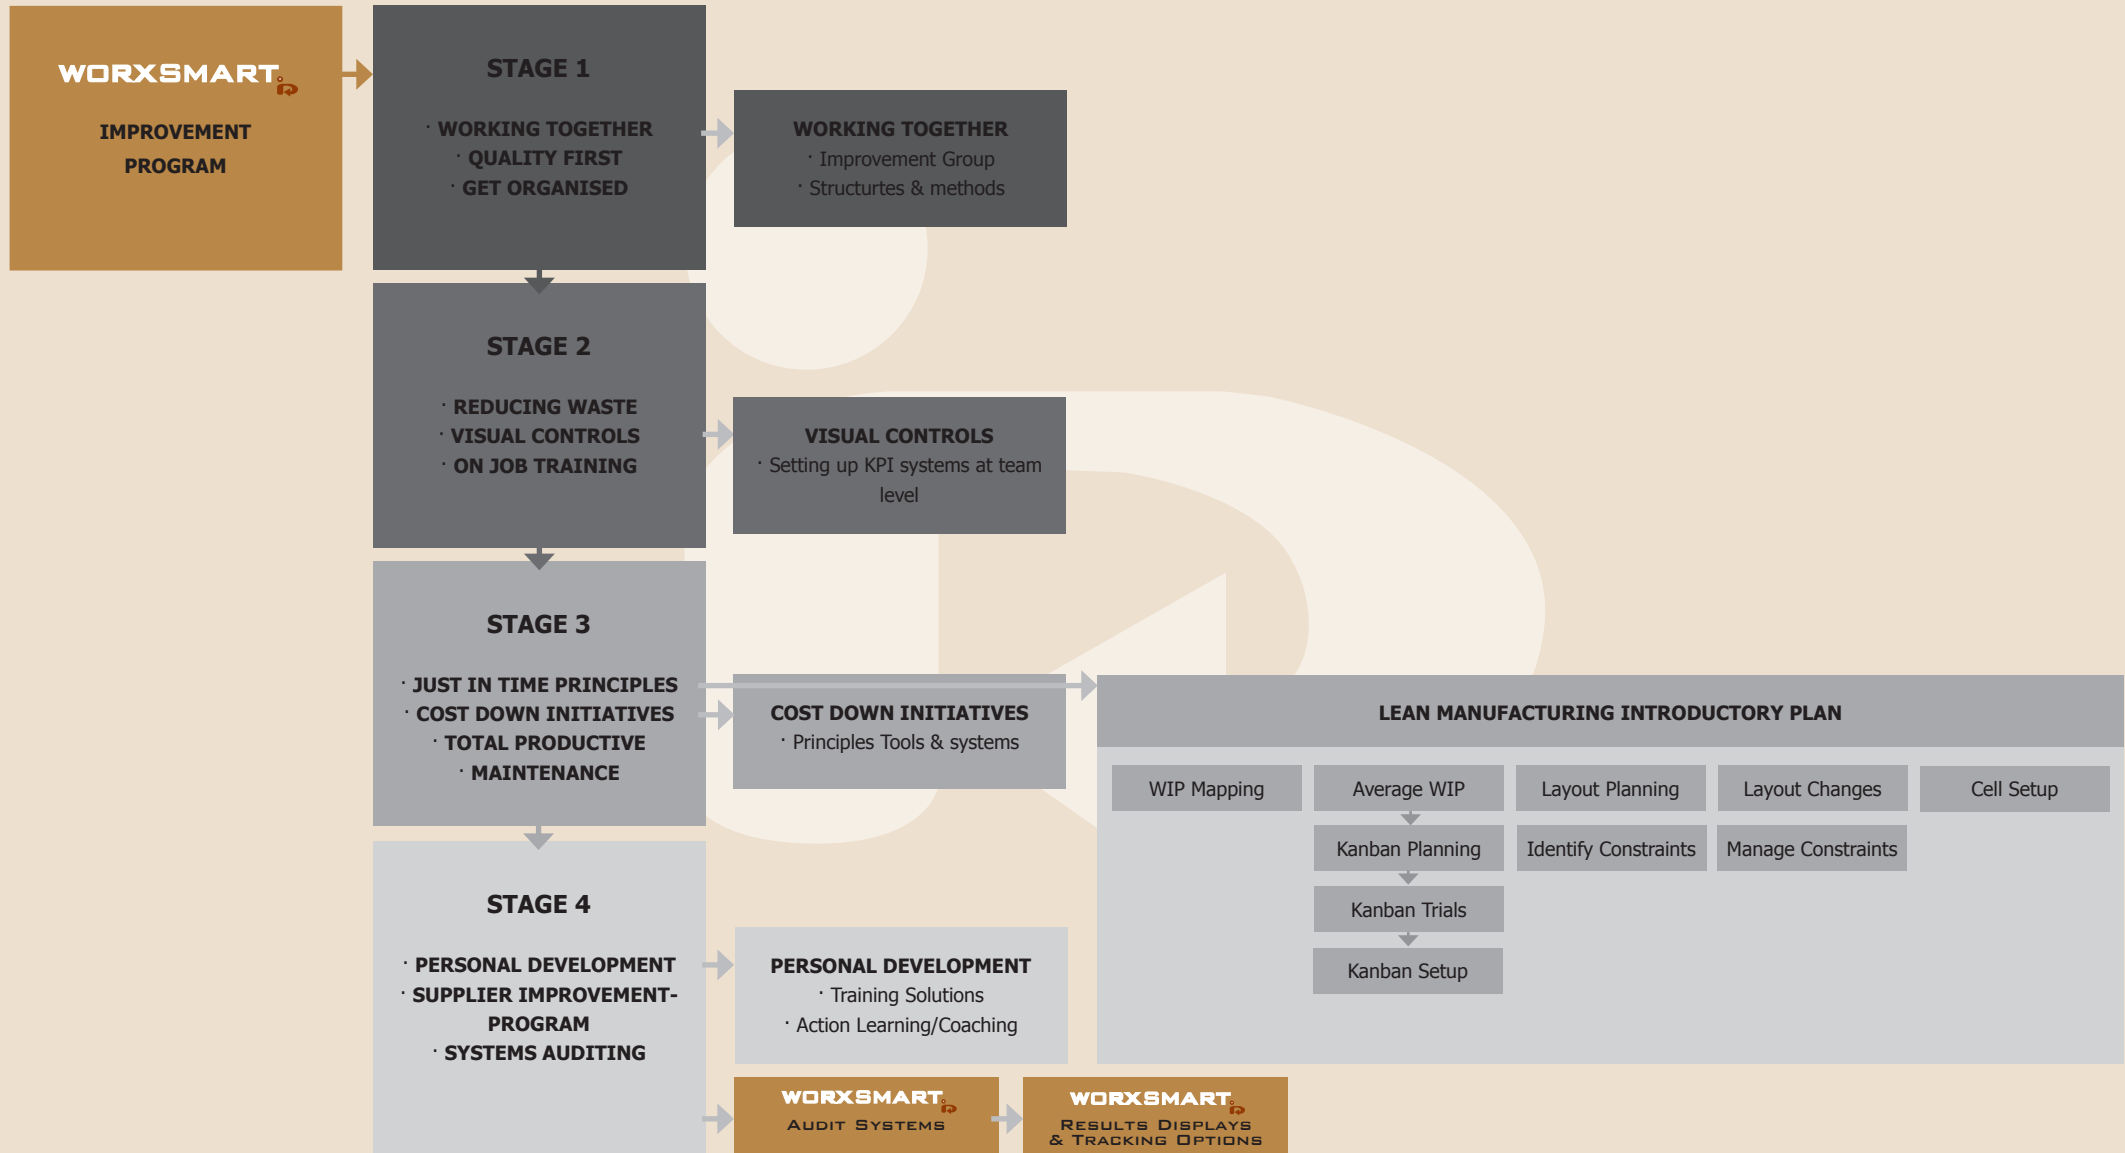 WORXSMART
IMPROVEMENT
PROGRAM
STAGE 1
· WORKING TOGETHER
· QUALITY FIRST
· GET ORGANISED
WORKING TOGETHER
· Improvement Group
· Structurtes & methods
STAGE 2
· REDUCING WASTE
· VISUAL CONTROLS
· ON JOB TRAINING
VISUAL CONTROLS
· Setting up KPI systems at team
level
STAGE 3
· JUST IN TIME PRINCIPLES
· COST DOWN INITIATIVES
· TOTAL PRODUCTIVE
· MAINTENANCE
COST DOWN INITIATIVES
· Principles Tools & systems
LEAN MANUFACTURING INTRODUCTORY PLAN
WIP Mapping
Average WIP
Layout Planning
Layout Changes
Cell Setup
Kanban Planning
Identify Constraints
Manage Constraints
Kanban Trials
Kanban Setup
STAGE 4
· PERSONAL DEVELOPMENT
· SUPPLIER IMPROVEMENT-
PROGRAM
· SYSTEMS AUDITING
PERSONAL DEVELOPMENT
· Training Solutions
· Action Learning/Coaching
WORXSMART
AUDIT SYSTEMS
WORXSMART
RESULTS DISPLAYS
& TRACKING OPTIONS